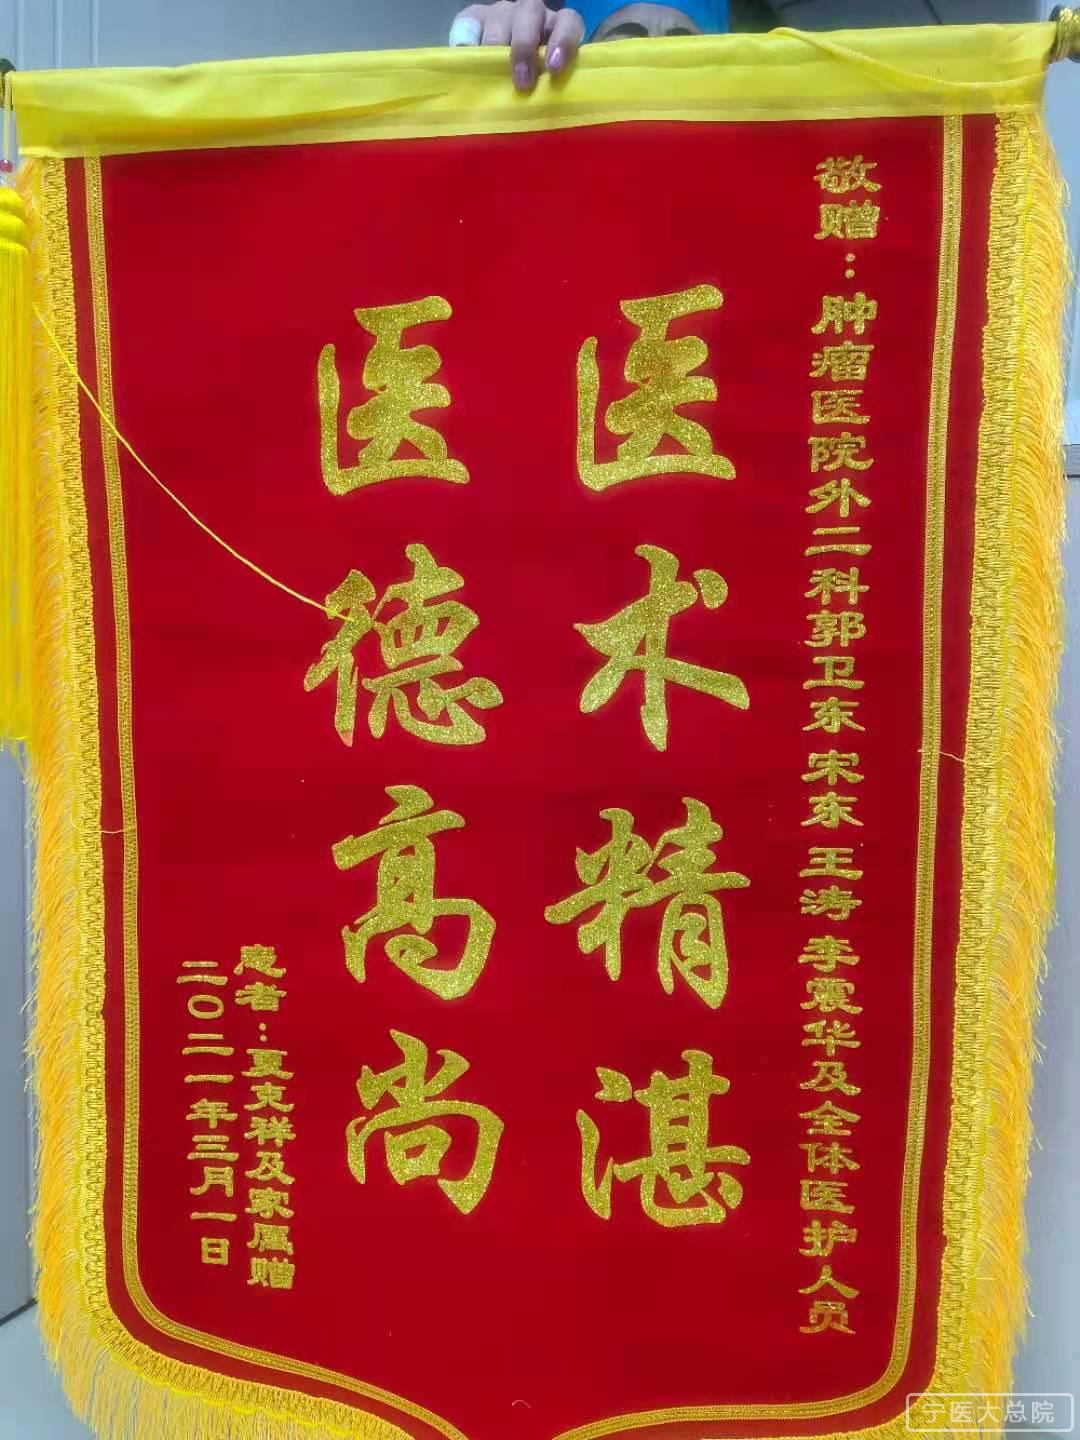 敬赠：肿瘤医院外二科郭卫东 宋东 王涛 李震华及全体医护人员
医术精湛
医德高尚
患者：夏克祥及家属赠
二〇二一年三月一日
宁医大总院